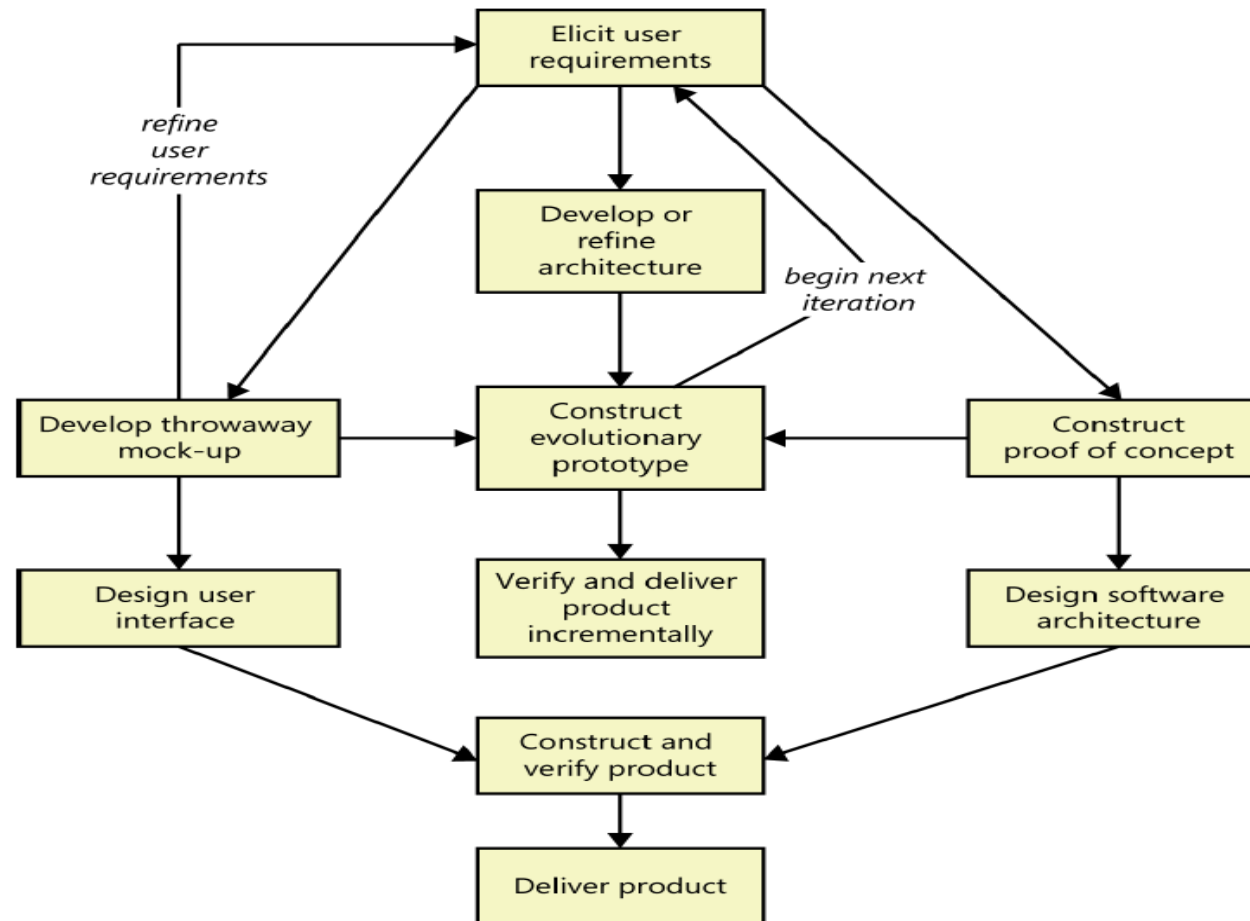 Elicit user
requirements
refine
user
requirements
Develop or
refine
architecture
begin next
iteration
Develop throwaway
mock-up
Construct
evolutionary
prototype
Construct
proof of concept
Design user
interface
Verify and deliver
product
incrementally
Design software
architecture
Construct and
verify product
Deliver product